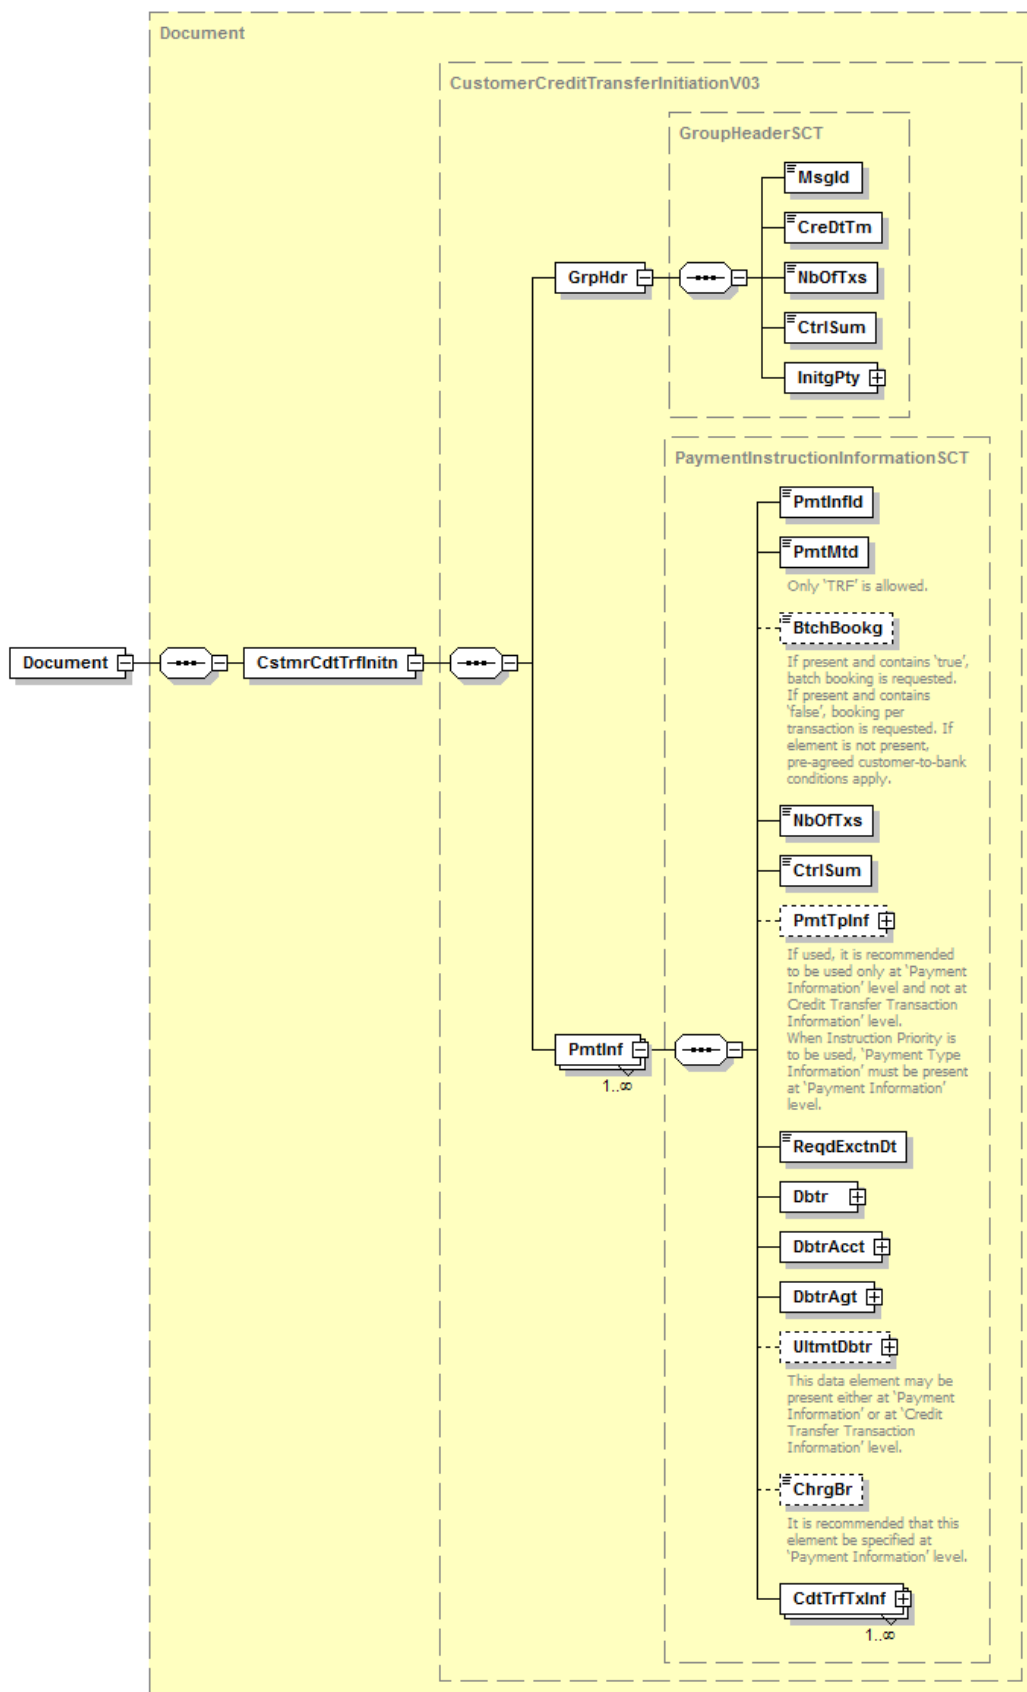 Document
CustomerCreditTransferInitiationV03
GroupHeaderSCT
MsgId
CreDtTm
GrpHdr
NbOfTxs
CtrlSum
InitgPty
PaymentInstructionInformationSCT
PmtInfId
PmtMtd
Only 'TRF' is allowed.
BtchBookg
Document
CstmrCdtTrfInitn
If present and contains 'true',
batch booking is requested.
If present and contains
'false', booking per
transaction is requested. If
element is not present,
pre-agreed customer-to-bank
conditions apply.
NbOfTxs
CtrlSum
PmtTpInf
If used, it is recommended
to be used only at 'Payment
Information' level and not at
Credit Transfer Transaction
Information' level.
When Instruction Priority is
to be used, 'Payment Type
Information' must be present
at 'Payment Information'
level.
PmtInf
1..∞
ReqdExctnDt
Dbtr
DbtrAcct
DbtrAgt
UltmtDbtr
This data element may be
present either at 'Payment
Information' or at 'Credit
Transfer Transaction
Information' level.
ChrgBr
It is recommended that this
element be specified at
'Payment Information' level.
CdtTrfTxInf
1..∞